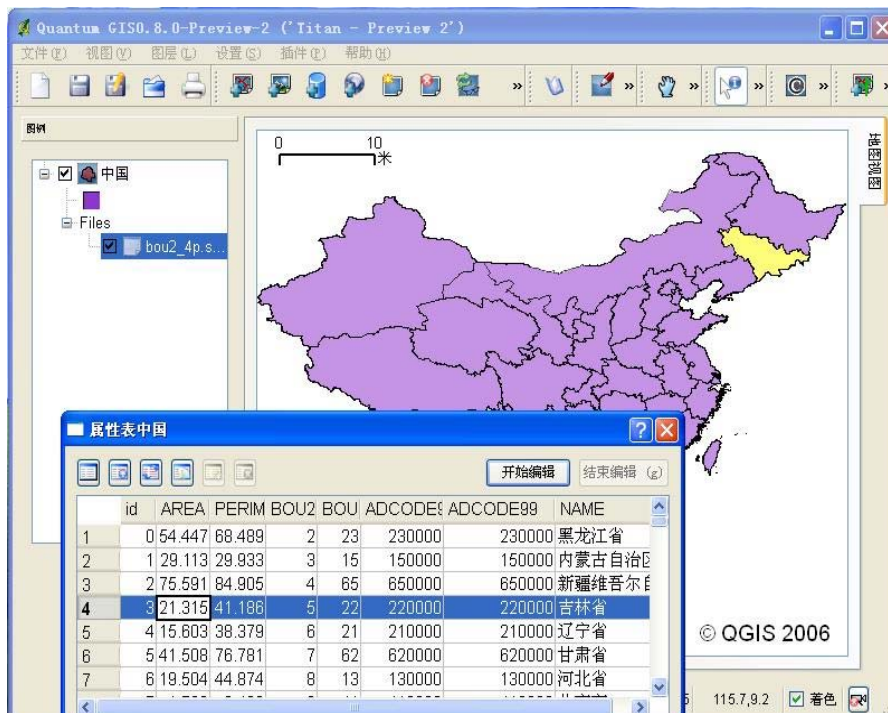 Quantum GIS0.8.0-Preview-2 ('Titan - Preview 2')
文件(F) 视图(V) 图层(L) 设置(S) 插件(P) 帮助(H)
图例
中国
Files
bou2_4p.s...
0 10
米
地图视图
© QGIS 2006
属性表中国
开始编辑 结束编辑 (g)
id AREA PERIM BOU2 BOU ADCODE9 ADCODE99 NAME
1 0 54.447 68.489 2 23 230000 230000 黑龙江省
2 1 29.113 29.933 3 15 150000 150000 内蒙古自治区
3 2 75.591 84.905 4 65 650000 650000 新疆维吾尔自
4 3 21.315 41.186 5 22 220000 220000 吉林省
5 4 15.603 38.379 6 21 210000 210000 辽宁省
6 5 41.508 76.781 7 62 620000 620000 甘肃省
7 6 19.504 44.874 8 13 130000 130000 河北省
115.7,9.2 着色